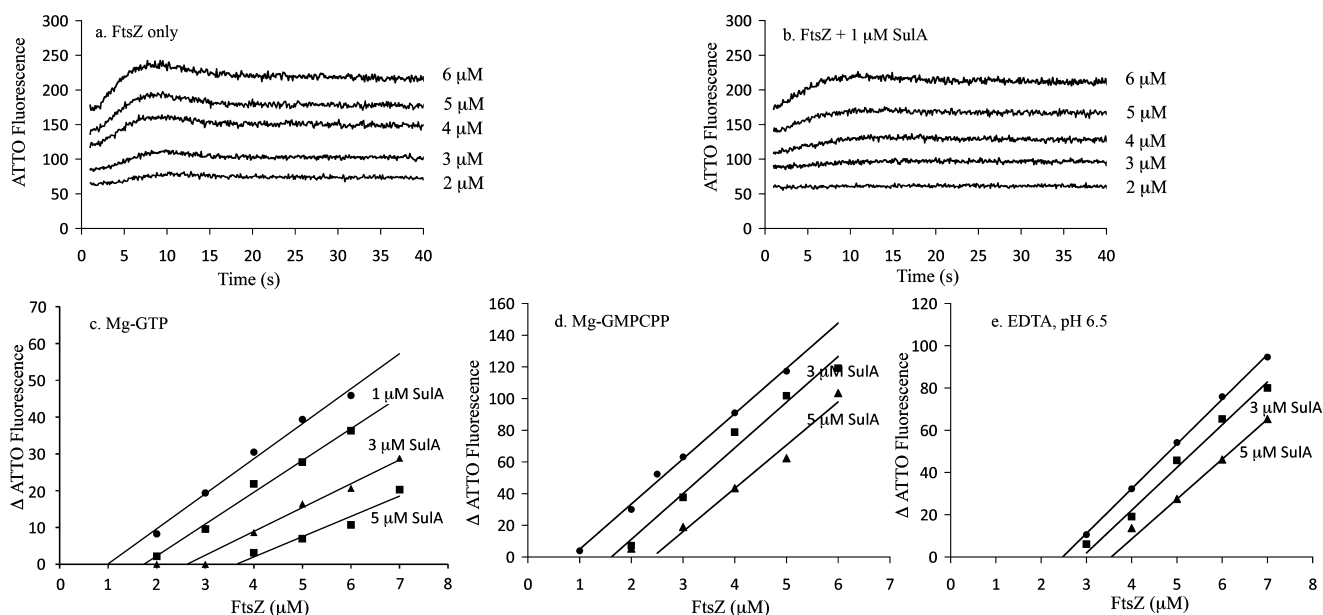 a. FtsZ only
ATTO Fluorescence
300
250
200
150
100
50
0
6 μM
5 μM
4 μM
3 μM
2 μM
0 5 10 15 20 25 30 35 40
Time (s)
b. FtsZ + 1 μM SulA
ATTO Fluorescence
300
250
200
150
100
50
0
6 μM
5 μM
4 μM
3 μM
2 μM
0 5 10 15 20 25 30 35 40
Time (s)
c. Mg-GTP
Δ ATTO Fluorescence
70
60
50
40
30
20
10
0
1 μM SulA
3 μM SulA
5 μM SulA
0 1 2 3 4 5 6 7 8
FtsZ (μM)
d. Mg-GMPCPP
Δ ATTO Fluorescence
160
140
120
100
80
60
40
20
0
3 μM SulA
5 μM SulA
0 1 2 3 4 5 6 7 8
FtsZ (μM)
e. EDTA, pH 6.5
Δ ATTO Fluorescence
120
100
80
60
40
20
0
3 μM SulA
5 μM SulA
0 1 2 3 4 5 6 7 8
FtsZ (μM)